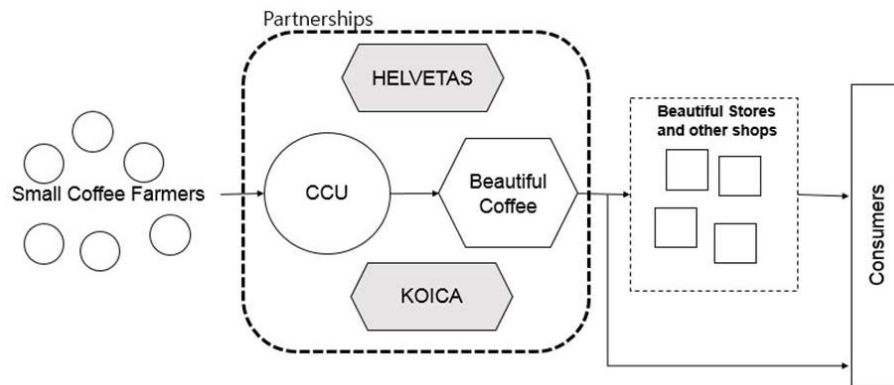 Partnerships
HELVETAS
Small Coffee Farmers
CCU
Beautiful
Coffee
KOICA
Beautiful Stores
and other shops
Consumers